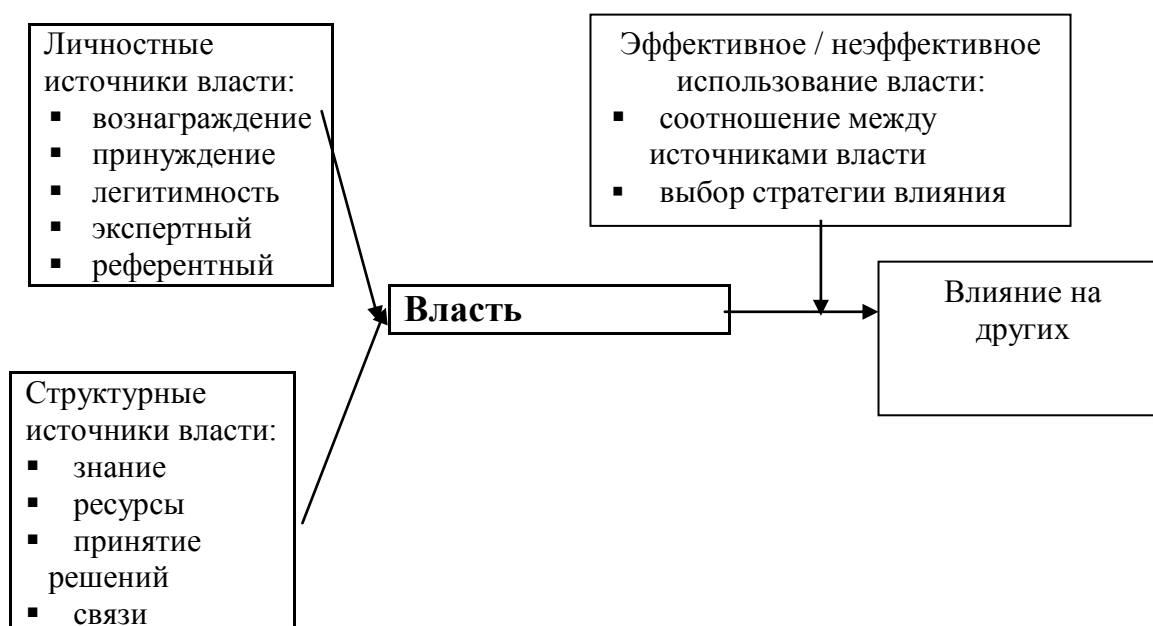 Личностные
источники власти:
▪ вознаграждение
▪ принуждение
▪ легитимность
▪ экспертный
▪ референтный
Эффективное / неэффективное
использование власти:
▪ соотношение между
источниками власти
▪ выбор стратегии влияния
Власть
Влияние на
других
Структурные
источники власти:
▪ знание
▪ ресурсы
▪ принятие
решений
▪ связи